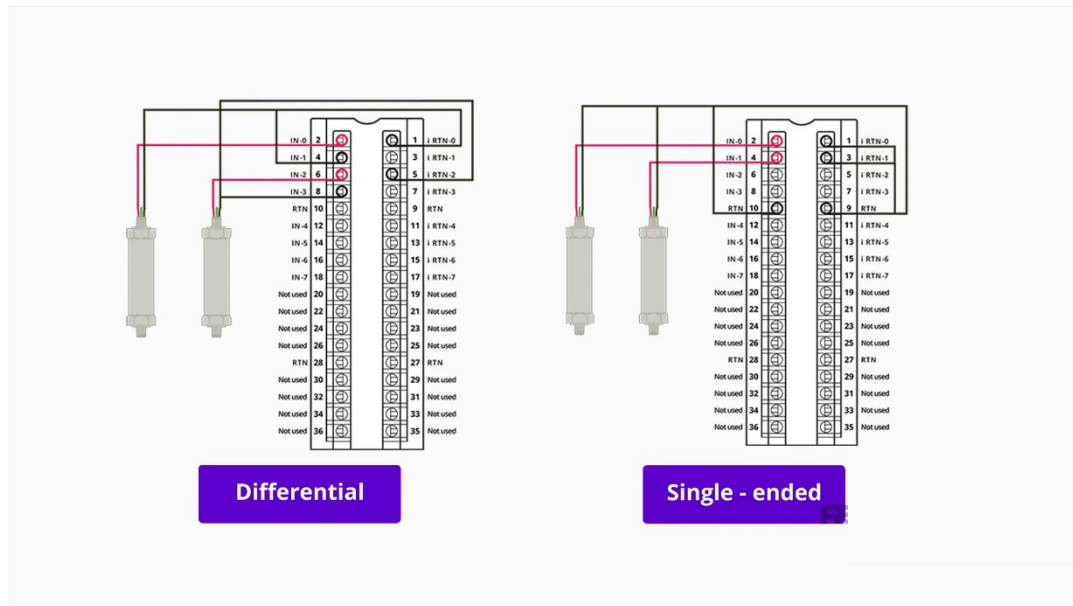 IN-0 2 1 i RTN-0
IN-1 4 3 i RTN-1
IN-2 6 5 i RTN-2
IN-3 8 7 i RTN-3
RTN 10 9 RTN
IN-4 12 11 i RTN-4
IN-5 14 13 i RTN-5
IN-6 16 15 i RTN-6
IN-7 18 17 i RTN-7
Not used 20 19 Not used
Not used 22 21 Not used
Not used 24 23 Not used
Not used 26 25 Not used
RTN 28 27 RTN
Not used 30 29 Not used
Not used 32 31 Not used
Not used 34 33 Not used
Not used 36 35 Not used
Differential
IN-0 2 1 i RTN-0
IN-1 4 3 i RTN-1
IN-2 6 5 i RTN-2
IN-3 8 7 i RTN-3
RTN 10 9 RTN
IN-4 12 11 i RTN-4
IN-5 14 13 i RTN-5
IN-6 16 15 i RTN-6
IN-7 18 17 i RTN-7
Not used 20 19 Not used
Not used 22 21 Not used
Not used 24 23 Not used
Not used 26 25 Not used
RTN 28 27 RTN
Not used 30 29 Not used
Not used 32 31 Not used
Not used 34 33 Not used
Not used 36 35 Not used
Single - ended